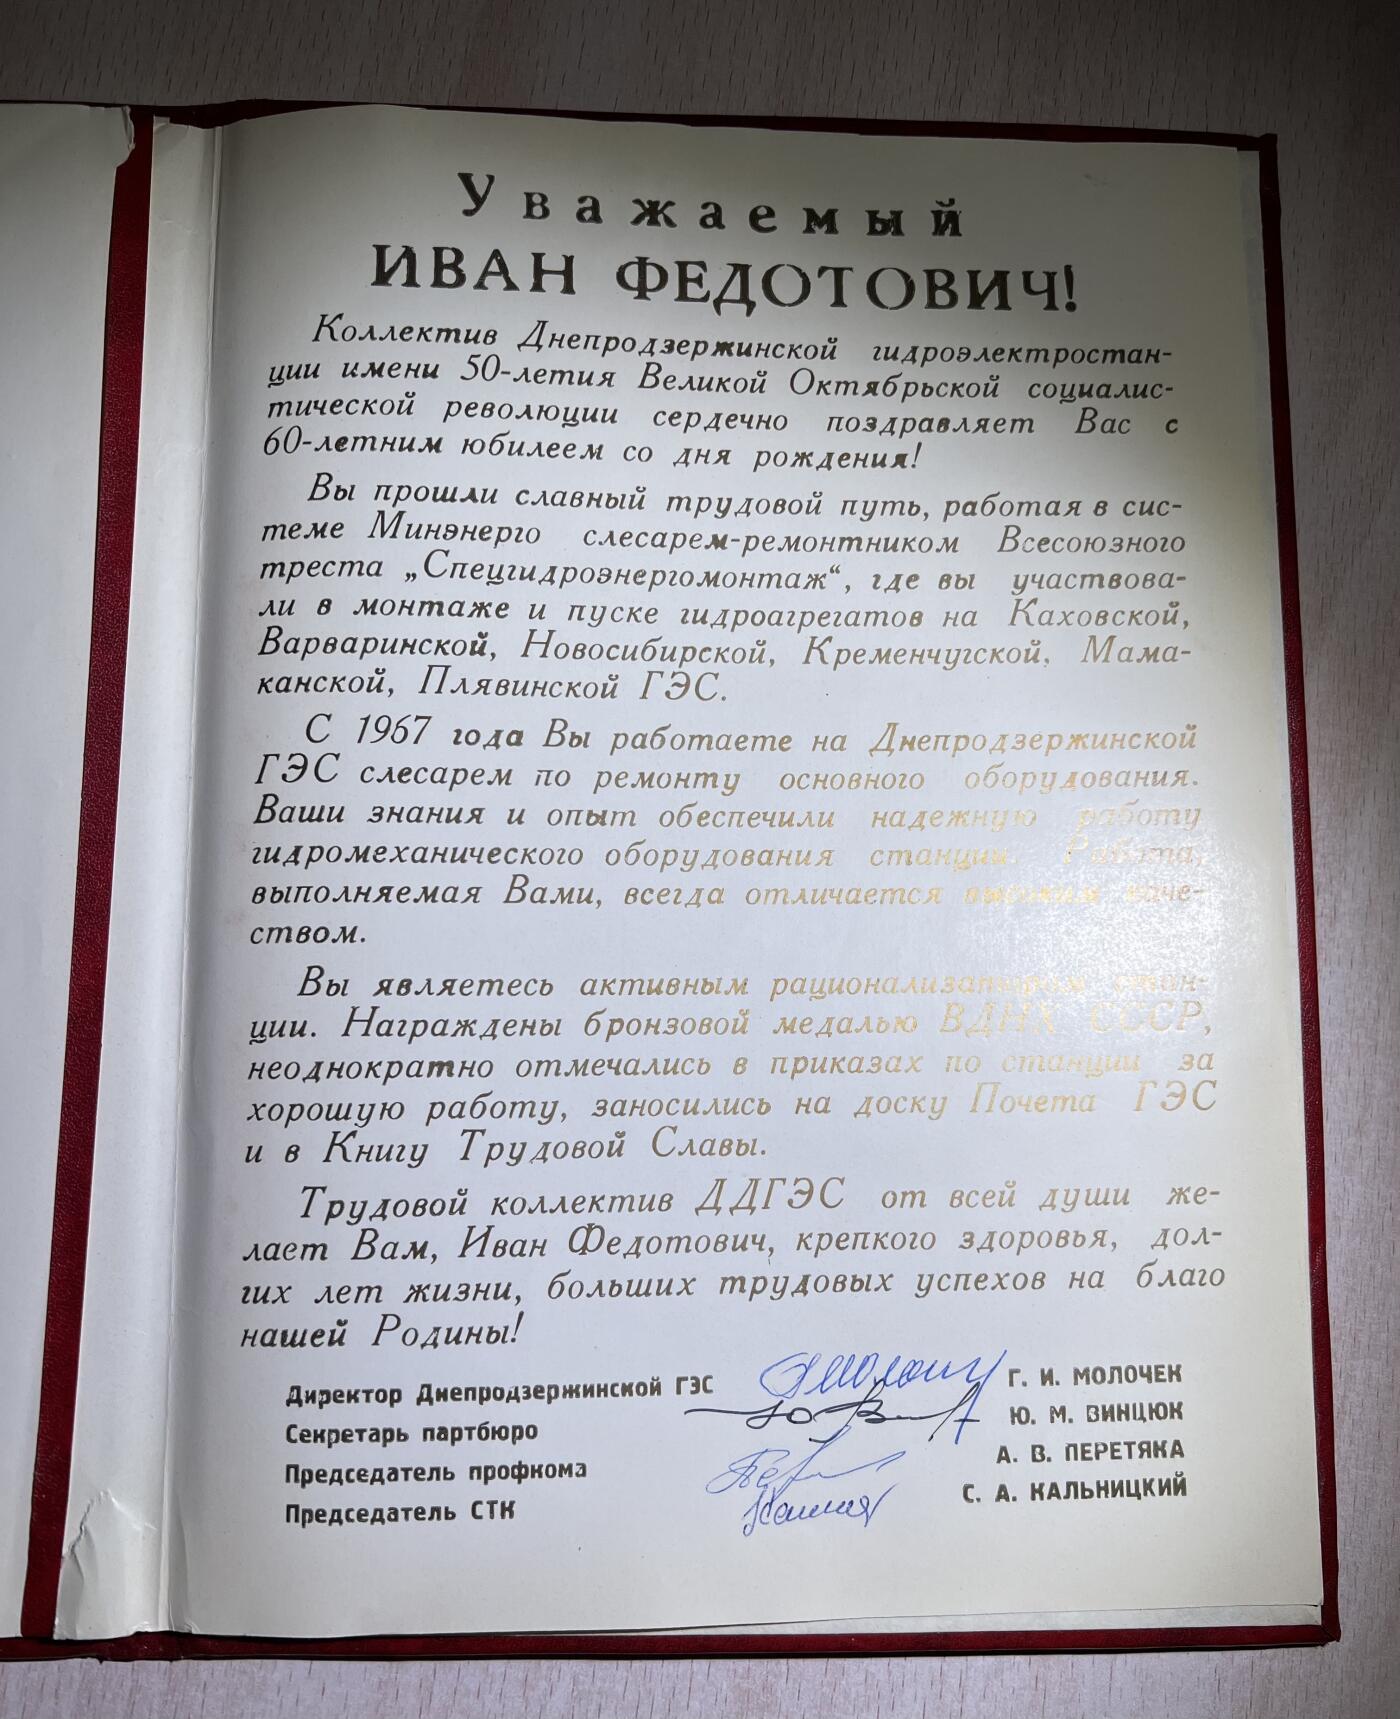 Уважаемый
ИВАН ФЕДОТОВИЧ!
Коллектив Днепродзержинской гидроэлектростан-
ции имени 50-летия Великой Октябрьской социалис-
тической революции сердечно поздравляет Вас с
60-летним юбилеем со дня рождения!
Вы прошли славный трудовой путь, работая в сис-
теме Минэнерго слесарем-ремонтником Всесоюзного
треста „Спецгидроэнергомонтаж“, где вы участвова-
ли в монтаже и пуске гидроагрегатов на Каховской,
Варваринской, Новосибирской, Кременчугской, Мама-
канской, Плявинской ГЭС.
С 1967 года Вы работаете на Днепродзержинской
ГЭС слесарем по ремонту основного оборудования.
Ваши знания и опыт обеспечили надежную работу
гидромеханического оборудования станции. Работа,
выполняемая Вами, всегда отличается высоким каче-
ством.
Вы являетесь активным рационализатором стан-
ции. Награждены бронзовой медалью ВДНХ СССР,
неоднократно отмечались в приказах по станции за
хорошую работу, заносились на доску Почета ГЭС
и в Книгу Трудовой Славы.
Трудовой коллектив ДДГЭС от всей души же-
лает Вам, Иван Федотович, крепкого здоровья, дол-
гих лет жизни, больших трудовых успехов на благо
нашей Родины!
Директор Днепродзержинской ГЭС Г. И. МОЛОЧЕК
Секретарь партбюро Ю. М. ВИНЦЮК
Председатель профкома А. В. ПЕРЕТЯКА
Председатель СТК С. А. КАЛЬНИЦКИЙ